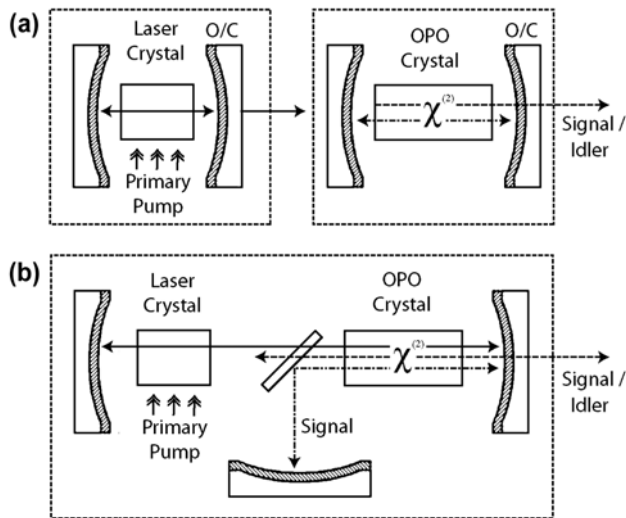 (a)
Laser
Crystal
O/C
Primary
Pump
OPO
Crystal
O/C
χ(2)
Signal /
Idler
(b)
Laser
Crystal
Primary
Pump
OPO
Crystal
χ(2)
Signal
Signal /
Idler